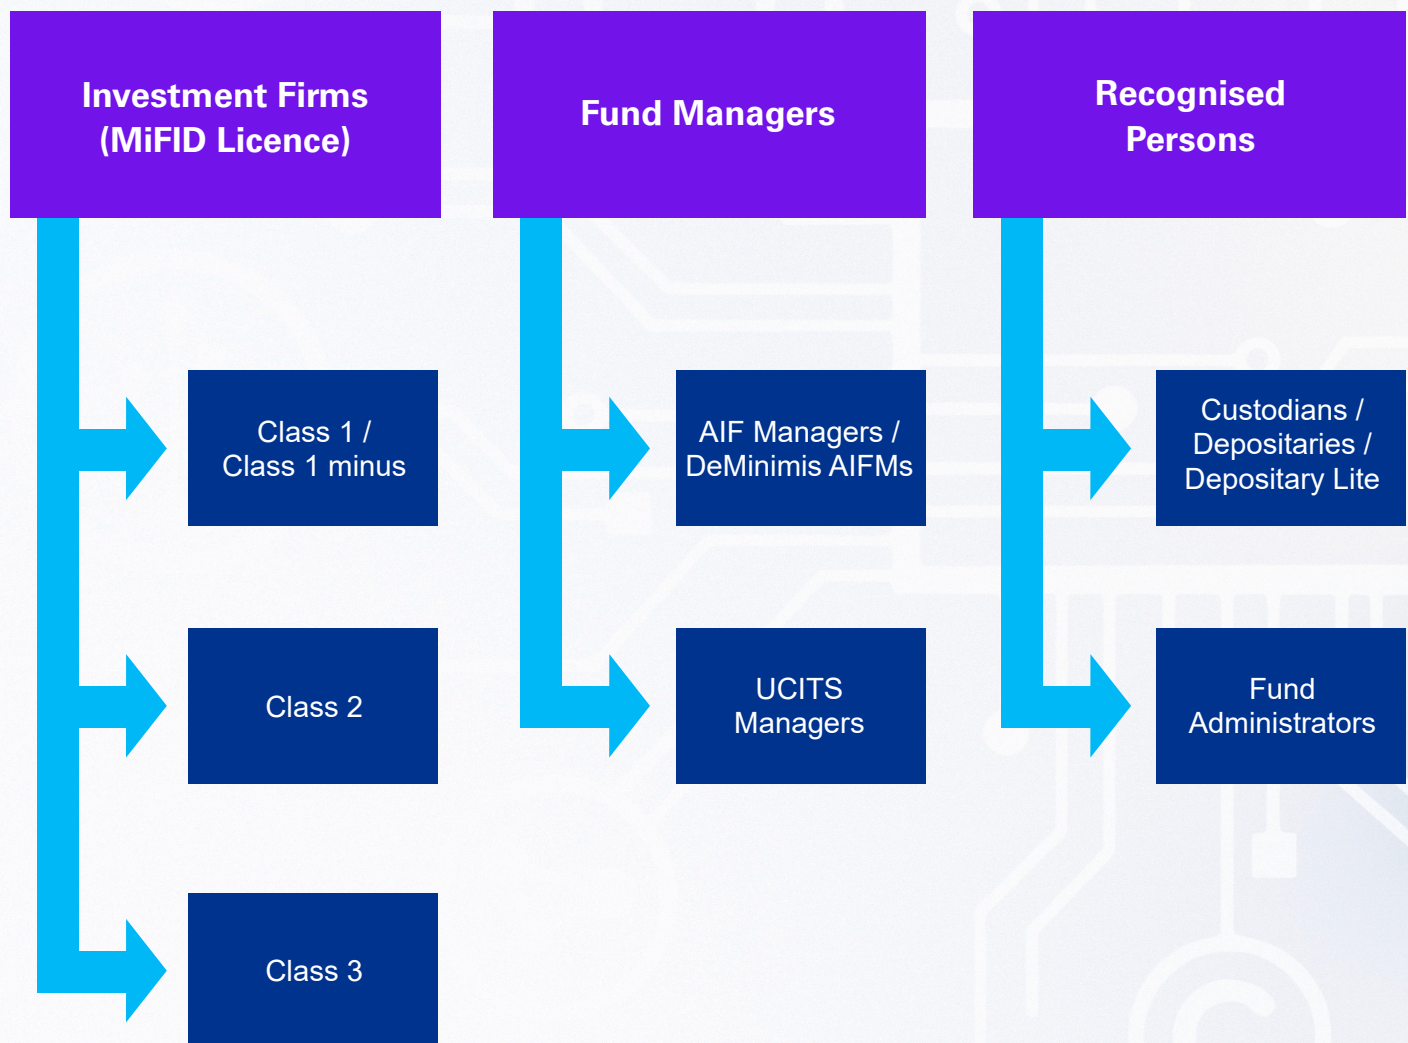 Investment Firms
(MiFID Licence)
Fund Managers
Recognised
Persons
Class 1 /
Class 1 minus
AIF Managers /
DeMinimis AIFMs
Custodians /
Depositaries /
Depositary Lite
Class 2
UCITS
Managers
Fund
Administrators
Class 3